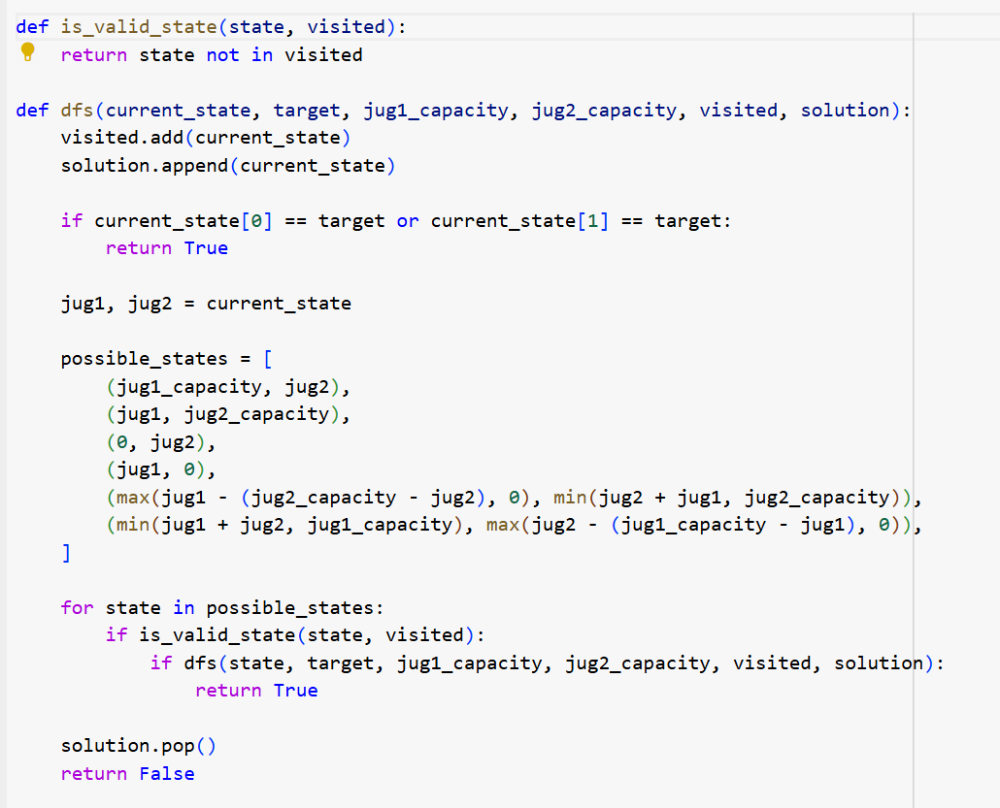 def is_valid_state(state, visited):
    return state not in visited

def dfs(current_state, target, jug1_capacity, jug2_capacity, visited, solution):
    visited.add(current_state)
    solution.append(current_state)

    if current_state[0] == target or current_state[1] == target:
        return True

    jug1, jug2 = current_state

    possible_states = [
        (jug1_capacity, jug2),
        (jug1, jug2_capacity),
        (0, jug2),
        (jug1, 0),
        (max(jug1 - (jug2_capacity - jug2), 0), min(jug2 + jug1, jug2_capacity)),
        (min(jug1 + jug2, jug1_capacity), max(jug2 - (jug1_capacity - jug1), 0)),
    ]

    for state in possible_states:
        if is_valid_state(state, visited):
            if dfs(state, target, jug1_capacity, jug2_capacity, visited, solution):
                return True

    solution.pop()
    return False